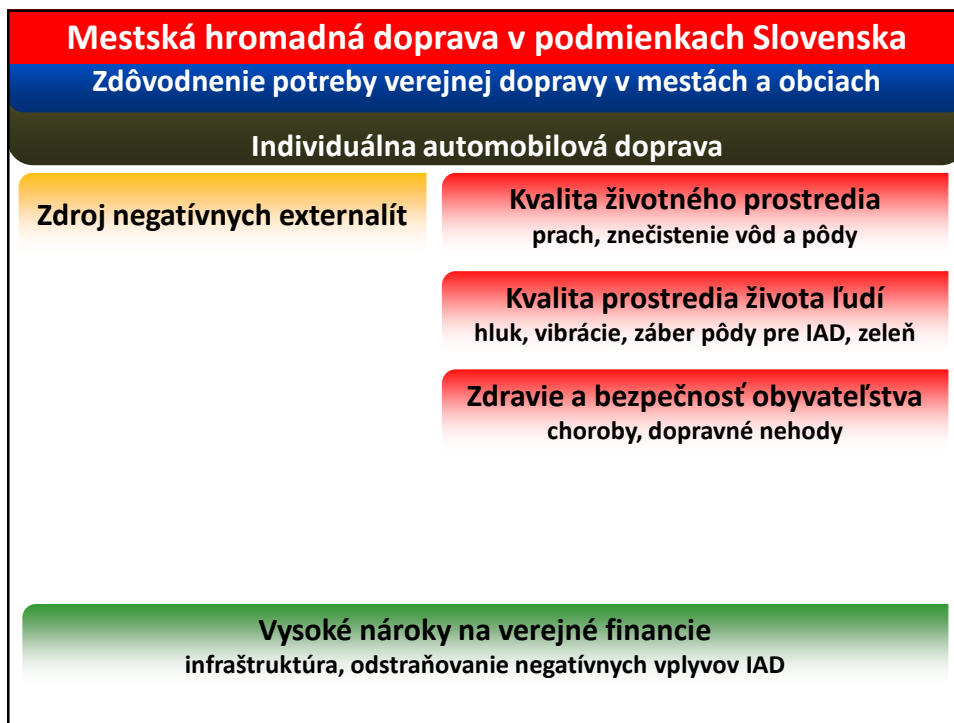 Mestská hromadná doprava v podmienkach Slovenska
Zdôvodnenie potreby verejnej dopravy v mestách a obciach
Individuálna automobilová doprava
Zdroj negatívnych externalít
Kvalita životného prostredia
prach, znečistenie vôd a pôdy
Kvalita prostredia života ľudí
hluk, vibrácie, záber pôdy pre IAD, zeleň
Zdravie a bezpečnosť obyvateľstva
choroby, dopravné nehody
Vysoké nároky na verejné financie
infraštruktúra, odstraňovanie negatívnych vplyvov IAD